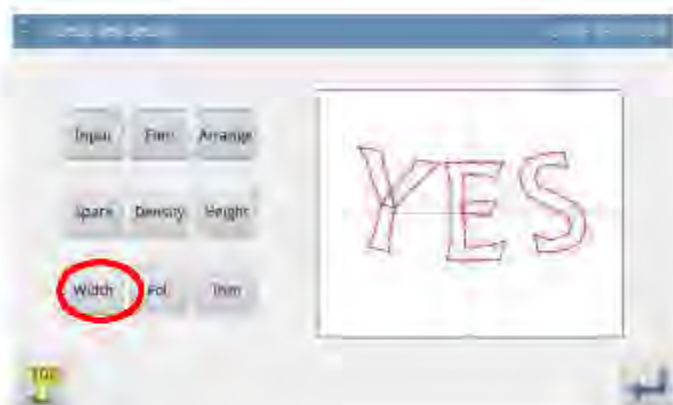 Input Font Arrange
YES
Space Density Height
Width Pol. Trim
TOP